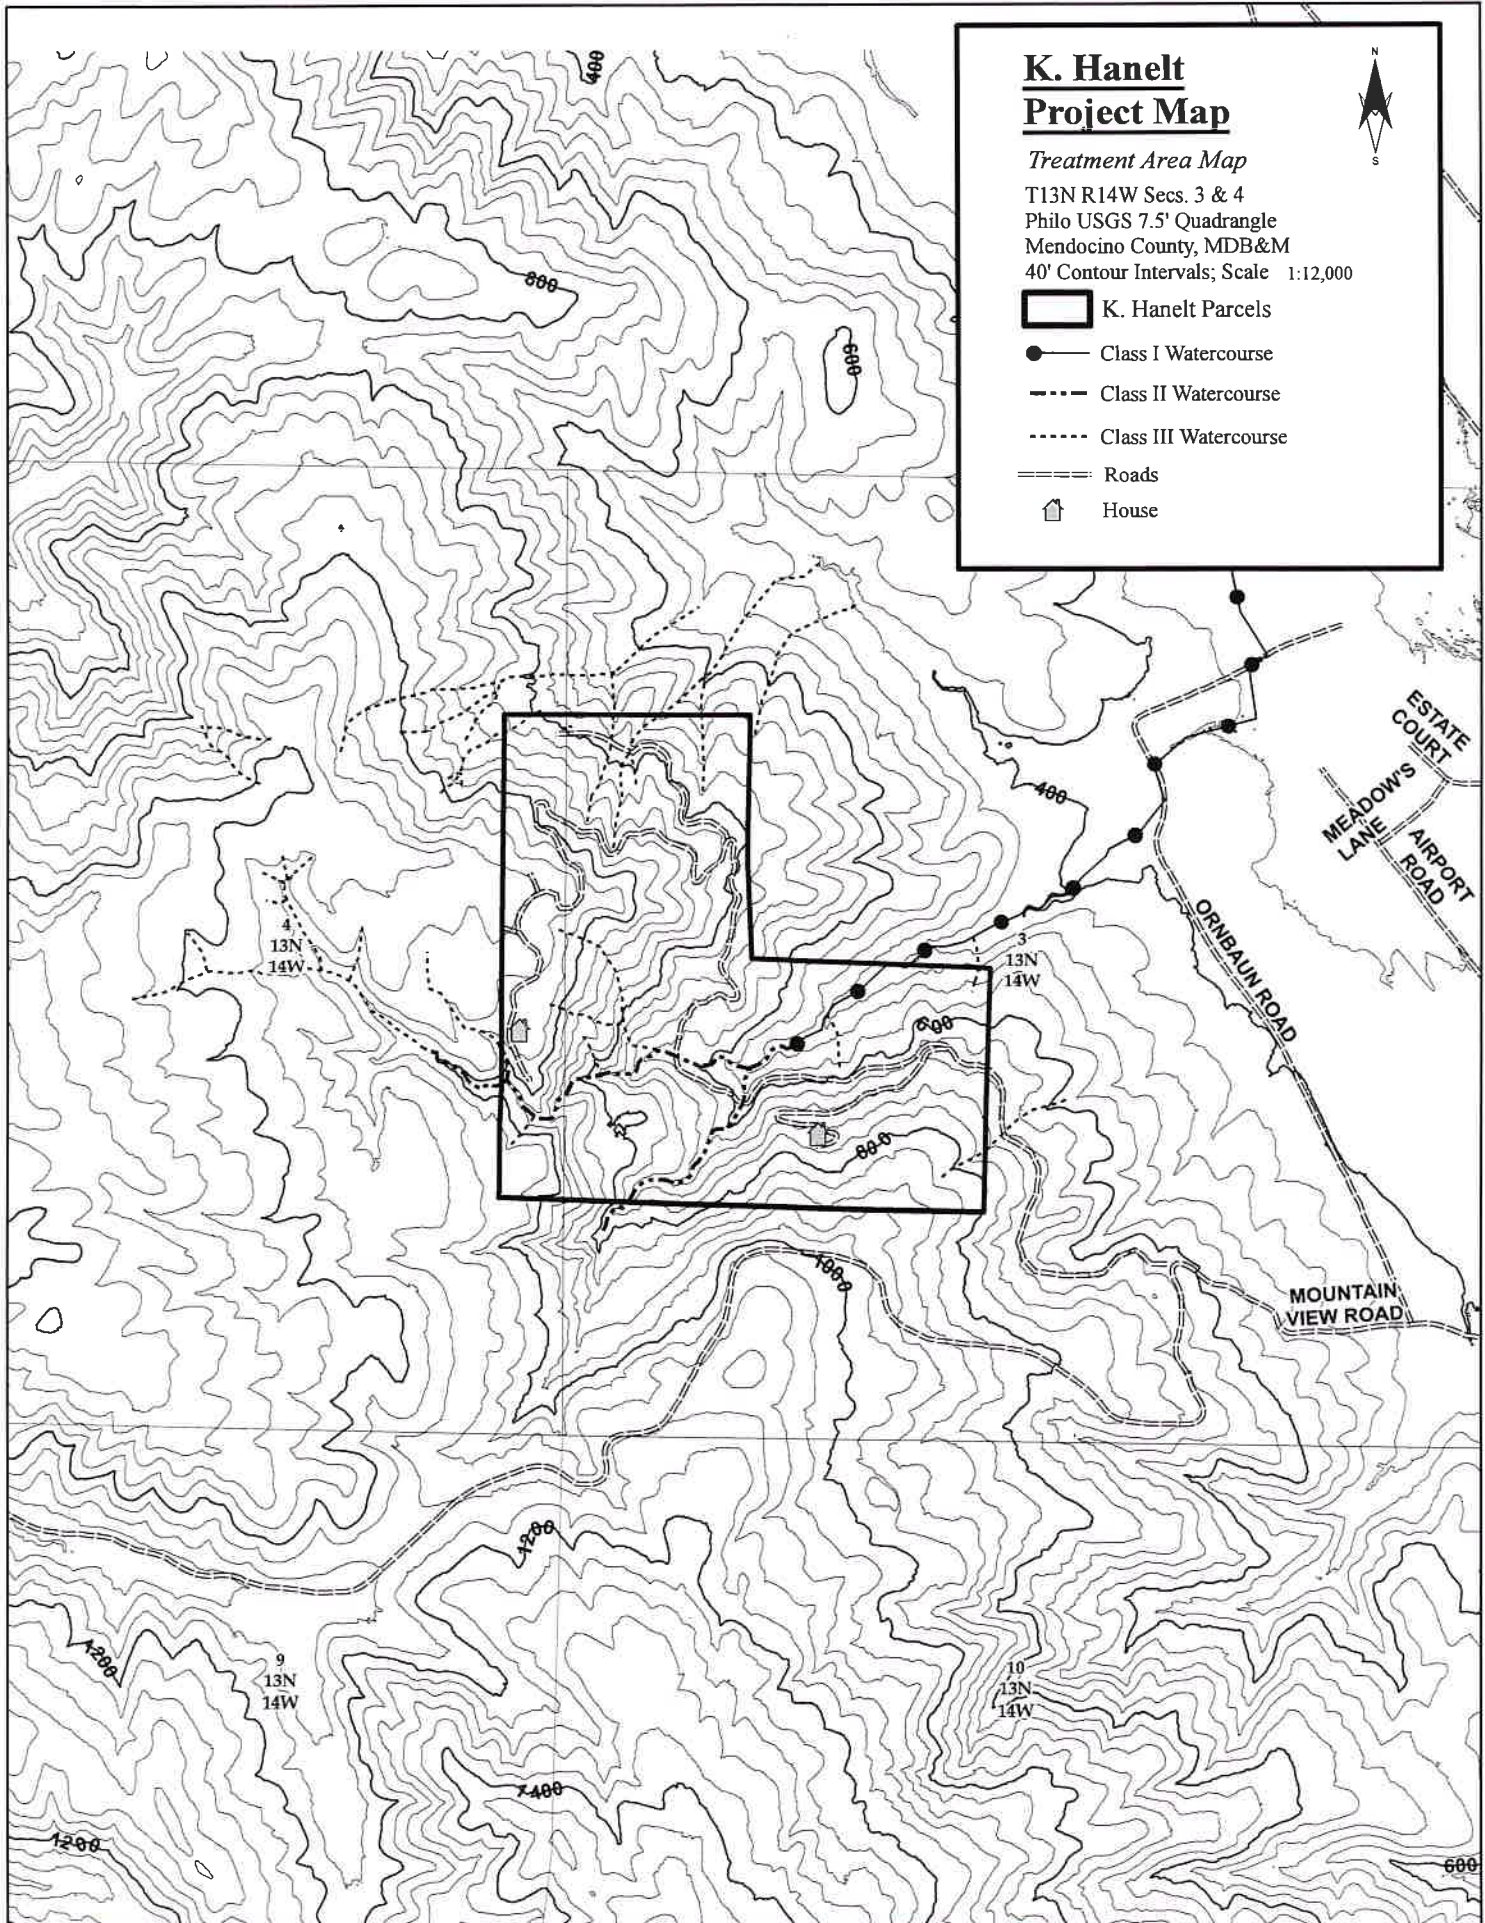 K. Hanelt
Project Map
Treatment Area Map
T13N R14W Secs. 3 & 4
Philo USGS 7.5' Quadrangle
Mendocino County, MDB&M
40' Contour Intervals; Scale 1:12,000
K. Hanelt Parcels
Class I Watercourse
Class II Watercourse
Class III Watercourse
Roads
House
N
S
400
800
600
ESTATE
COURT
MEADOW'S
LANE
AIRPORT
ROAD
400
ORNBAUN ROAD
4
13N
14W
3
13N
14W
600
800
1000
MOUNTAIN
VIEW ROAD
1200
1200
9
13N
14W
10
13N
14W
1400
1200
600